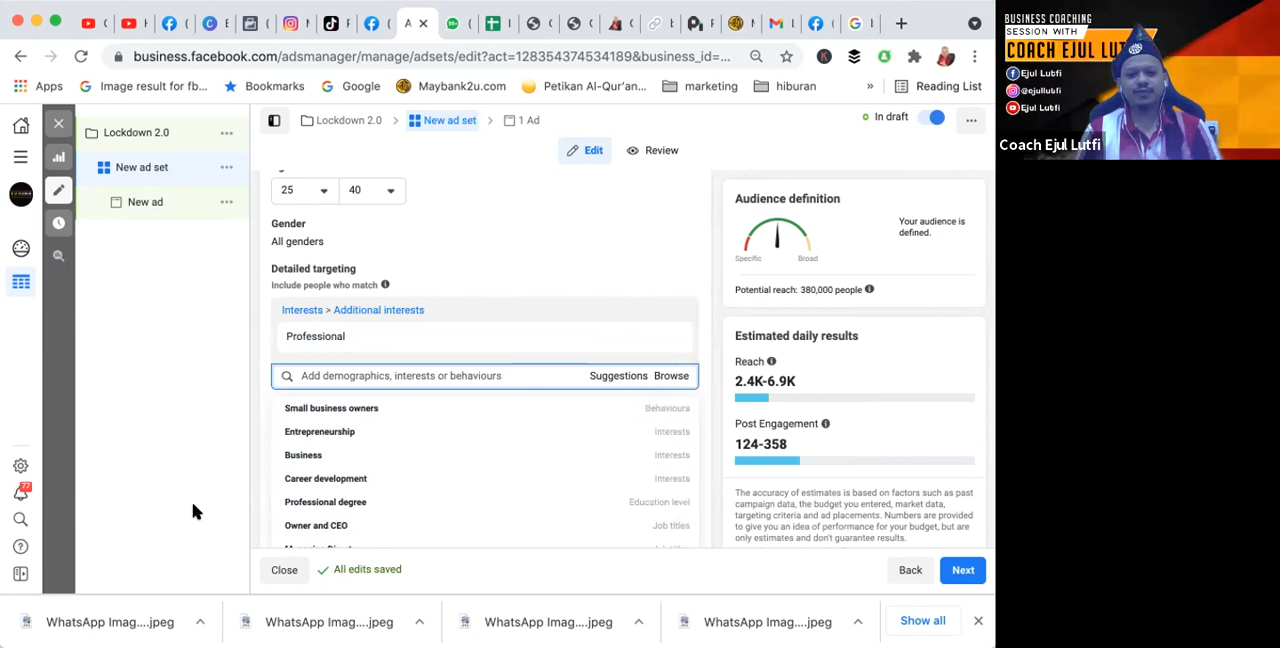 business.facebook.com/adsmanager/manage/adsets/edit?act=128354374534189&business_id=...
Apps
Image result for fb...
Bookmarks
Google
Maybank2u.com
Petikan Al-Qur'an...
marketing
hiburan
»
Reading List
BUSINESS COACHING
SESSION WITH
COACH EJUL LUTFI
Ejul Lutfi
@ejullutfi
Ejul Lutfi
Coach Ejul Lutfi
Lockdown 2.0
New ad set
New ad
77
Lockdown 2.0 > New ad set > 1 Ad
In draft
Edit
Review
25
40
Gender
All genders
Detailed targeting
Include people who match
Interests > Additional interests
Professional
Add demographics, interests or behaviours
Suggestions
Browse
Small business owners
Behaviours
Entrepreneurship
Interests
Business
Interests
Career development
Interests
Professional degree
Education level
Owner and CEO
Job titles
Audience definition
Your audience is
defined.
Specific
Broad
Potential reach: 380,000 people
Estimated daily results
Reach
2.4K-6.9K
Post Engagement
124-358
The accuracy of estimates is based on factors such as past
campaign data, the budget you entered, market data,
targeting criteria and ad placements. Numbers are provided
to give you an idea of performance for your budget, but are
only estimates and don't guarantee results.
Close
All edits saved
Back
Next
WhatsApp Imag....jpeg
WhatsApp Imag....jpeg
WhatsApp Imag....jpeg
WhatsApp Imag....jpeg
Show all